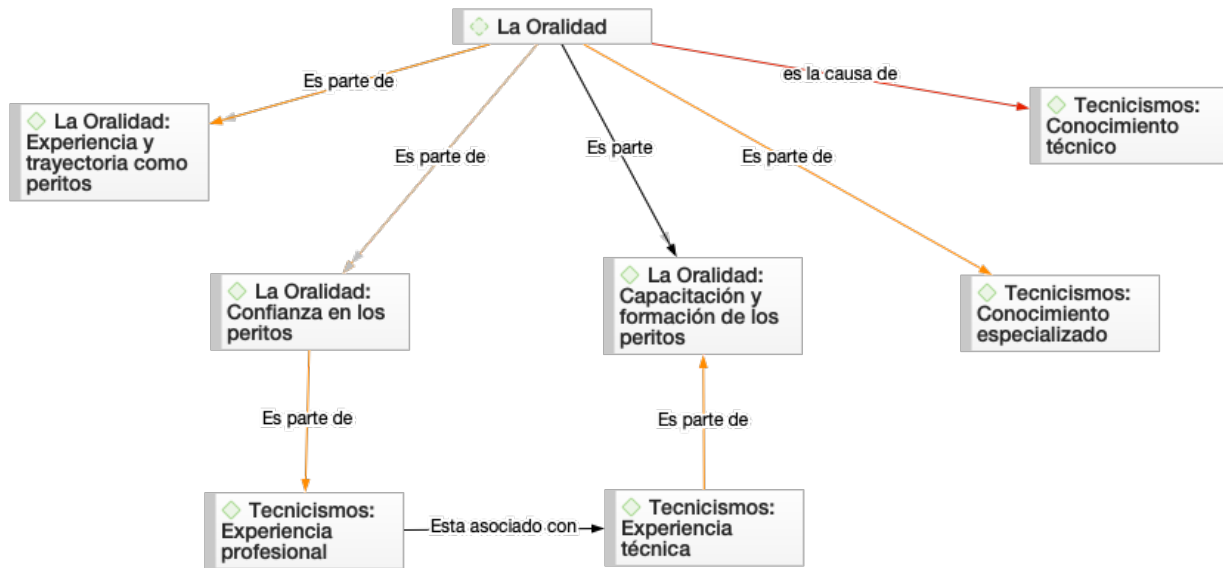 La Oralidad
Es parte de
es la causa de
La Oralidad:
Experiencia y
trayectoria como
peritos
Tecnicismos:
Conocimiento
técnico
Es parte de
Es parte
Es parte de
La Oralidad:
Confianza en los
peritos
La Oralidad:
Capacitación y
formación de los
peritos
Tecnicismos:
Conocimiento
especializado
Es parte de
Es parte de
Tecnicismos:
Experiencia
profesional
Esta asociado con
Tecnicismos:
Experiencia
técnica